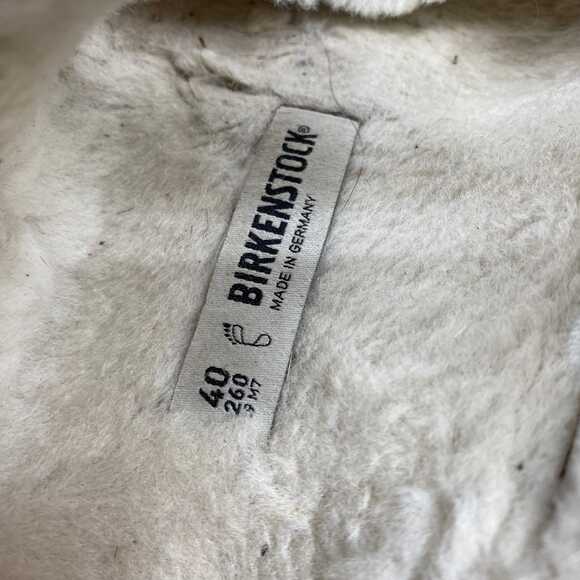 BIRKENSTOCK®
MADE IN GERMANY
40
260
9 M7